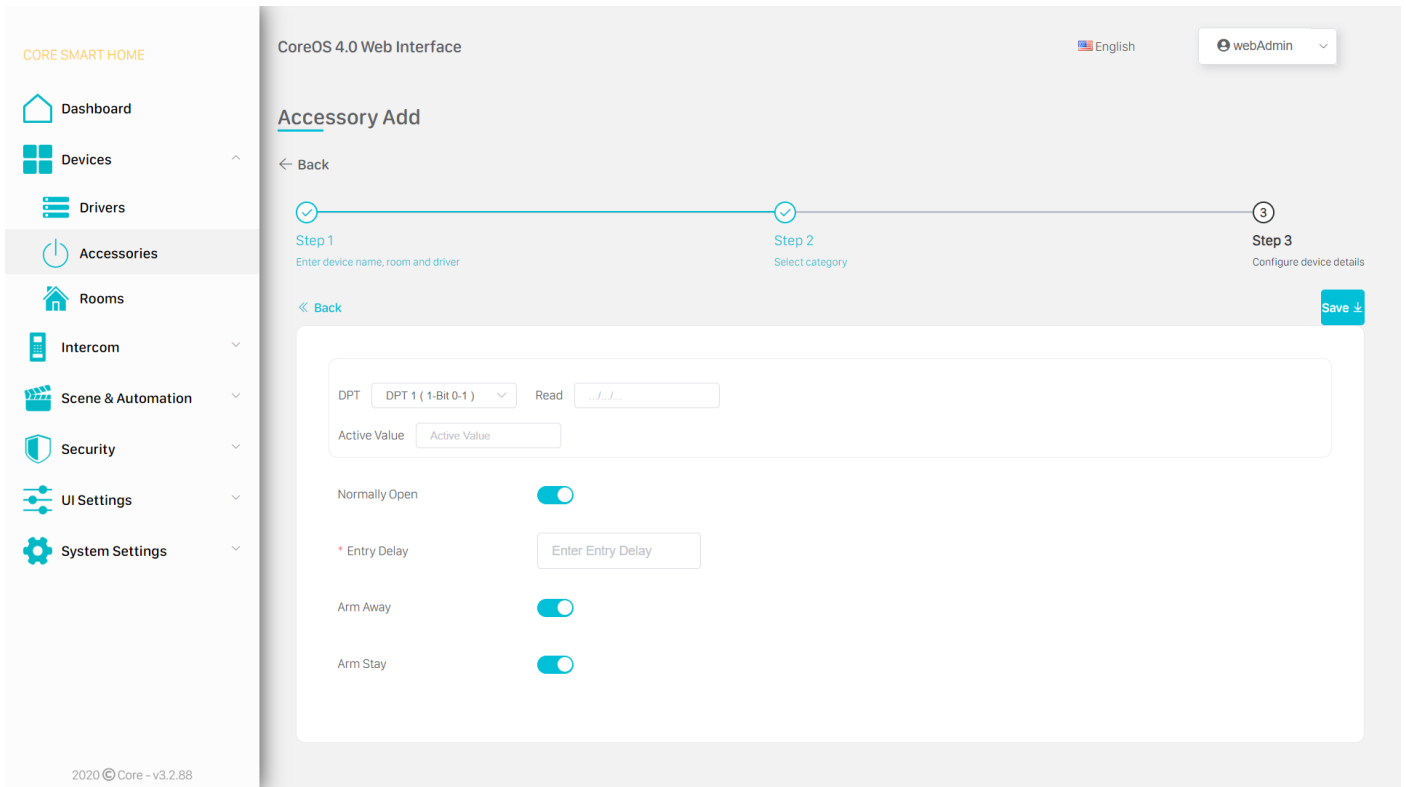 CORE SMART HOME
Dashboard
Devices
Drivers
Accessories
Rooms
Intercom
Scene & Automation
Security
UI Settings
System Settings
2020 © Core - v3.2.88
CoreOS 4.0 Web Interface
English
webAdmin
Accessory Add
Back
3
Step 1
Step 2
Step 3
Enter device name, room and driver
Select category
Configure device details
Back
Save
DPT
DPT 1 ( 1-Bit 0-1 )
Read
.../.../...
Active Value
Active Value
Normally Open
* Entry Delay
Enter Entry Delay
Arm Away
Arm Stay